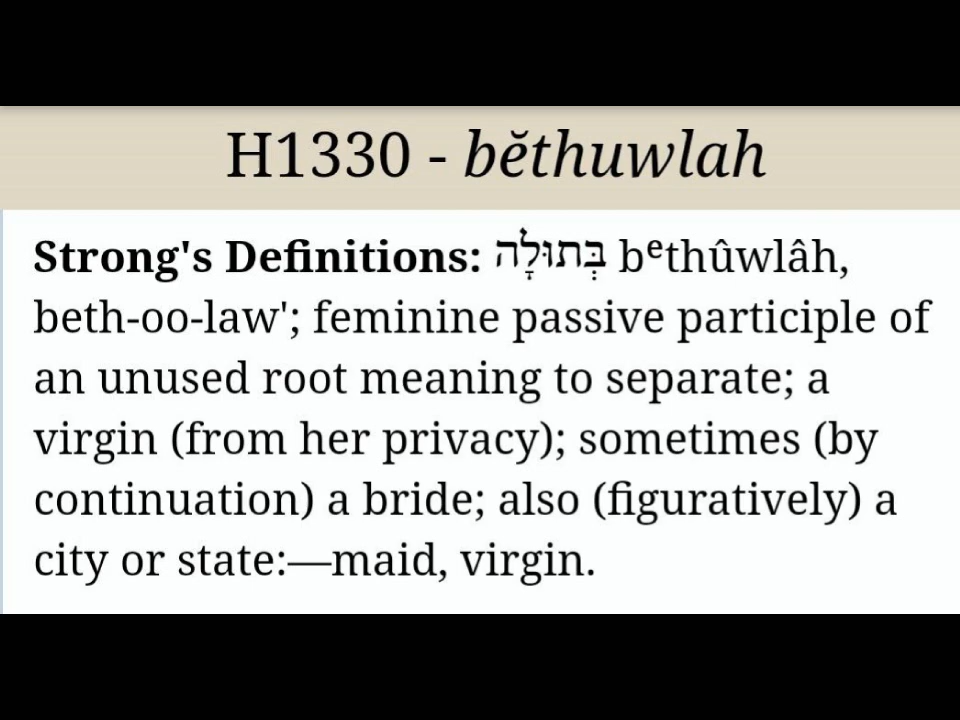 H1330 - bĕthuwlah
Strong's Definitions: בְּתוּלָה bᵉthûwlâh,
beth-oo-law'; feminine passive participle of
an unused root meaning to separate; a
virgin (from her privacy); sometimes (by
continuation) a bride; also (figuratively) a
city or state:—maid, virgin.